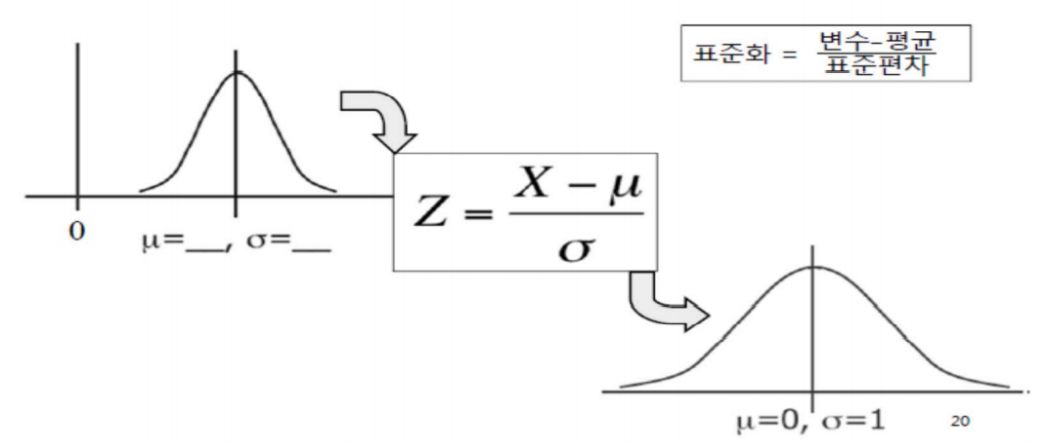 표준화 = 변수-평균
표준편차
0
μ=__, σ=__
Z = X − μ
σ
μ=0, σ=1
20